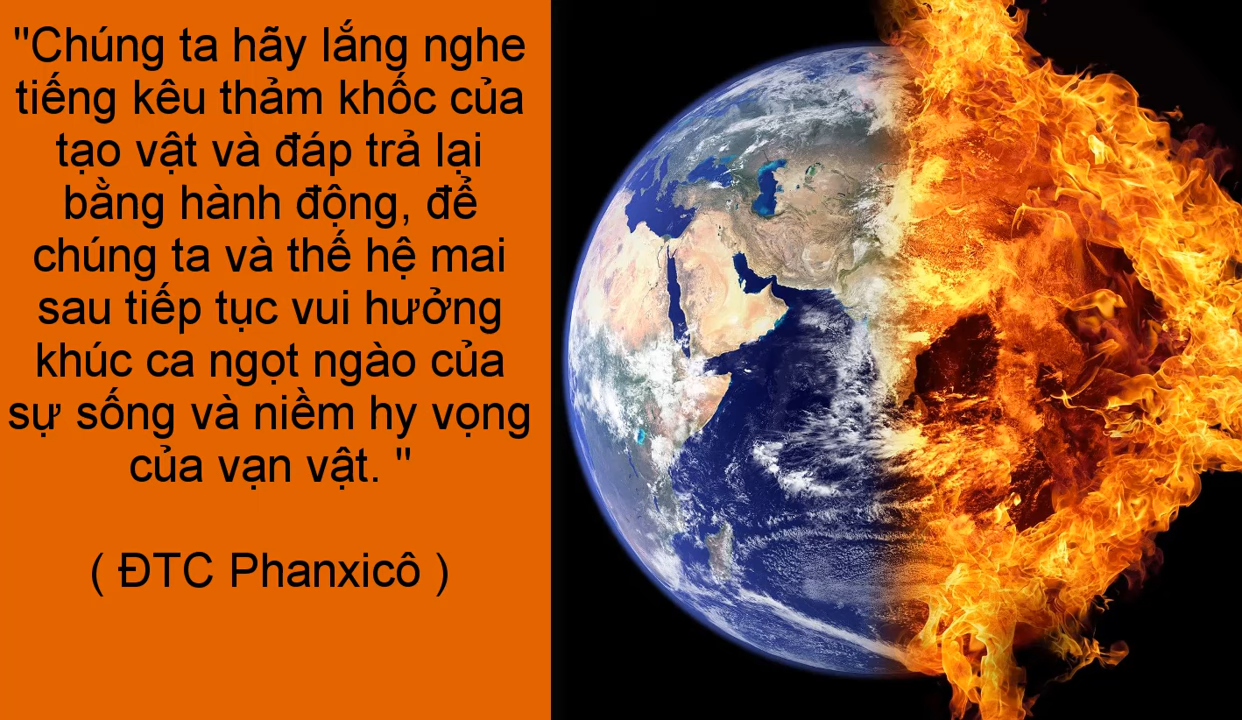 "Chúng ta hãy lắng nghe
tiếng kêu thảm khốc của
tạo vật và đáp trả lại
bằng hành động, để
chúng ta và thế hệ mai
sau tiếp tục vui hưởng
khúc ca ngọt ngào của
sự sống và niềm hy vọng
của vạn vật. "
( ĐTC Phanxicô )